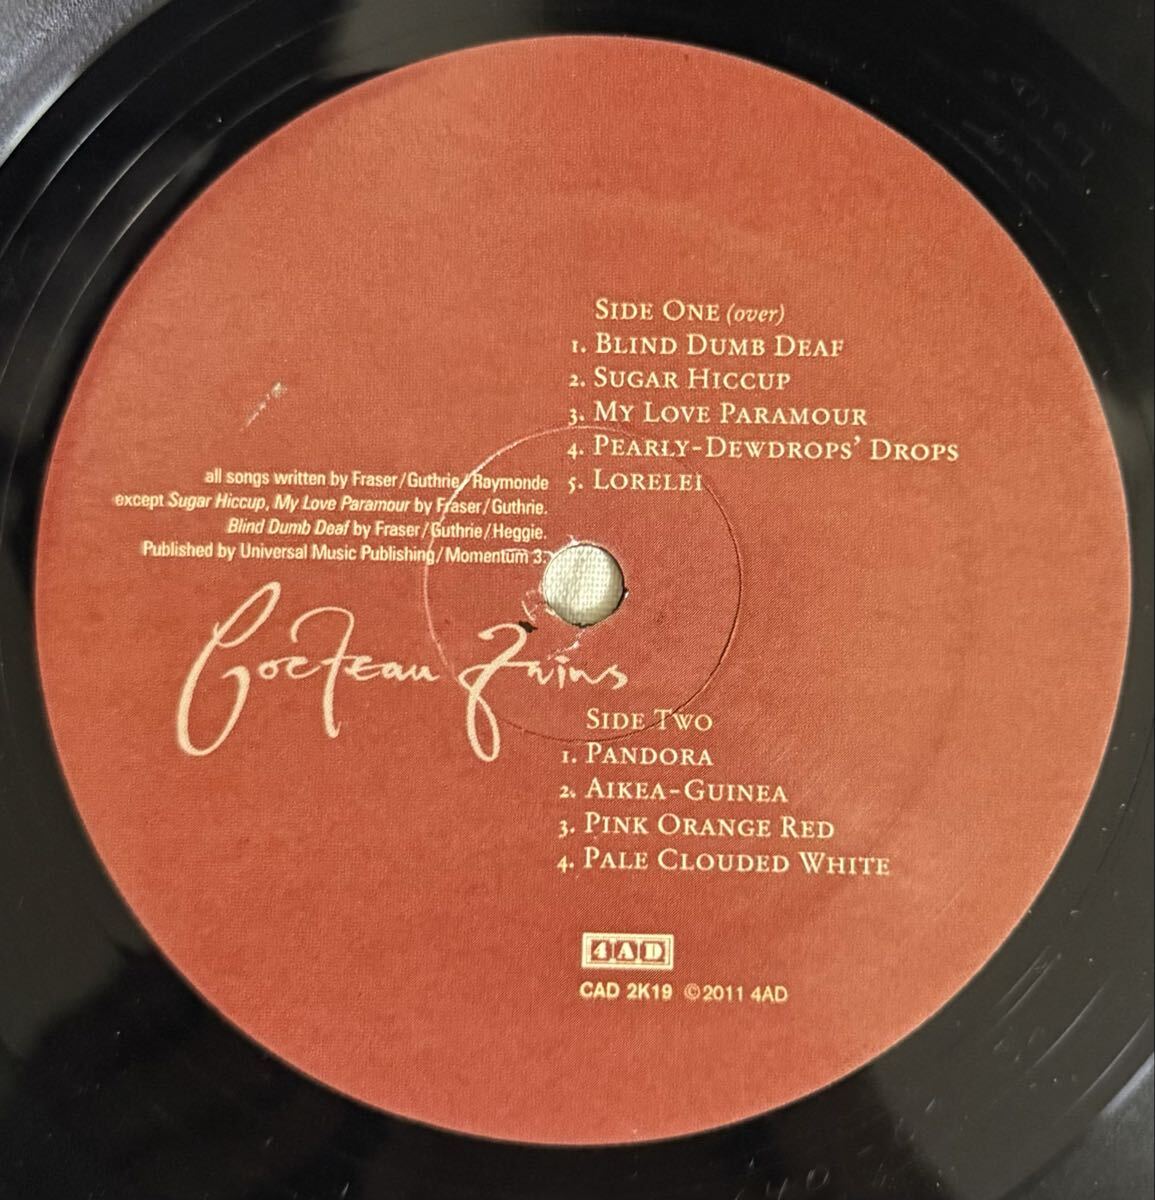 Side One (over)
1. Blind Dumb Deaf
2. Sugar Hiccup
3. My Love Paramour
4. Pearly-Dewdrops' Drops
5. Lorelei
all songs written by Fraser/Guthrie/Raymonde
except Sugar Hiccup, My Love Paramour by Fraser/Guthrie.
Blind Dumb Deaf by Fraser/Guthrie/Heggie.
Published by Universal Music Publishing/Momentum 3.
Cocteau Twins
Side Two
1. Pandora
2. Aikea-Guinea
3. Pink Orange Red
4. Pale Clouded White
4AD
CAD 2K19 ©2011 4AD